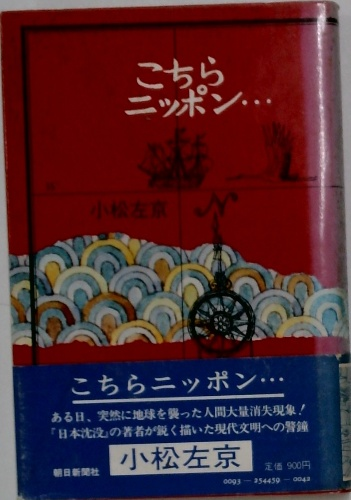 こちら
ニッポン…
小松左京
N
こちらニッポン…
ある日、突然に地球を襲った人間大量消失現象！
『日本沈没』の著者が鋭く描いた現代文明への警鐘
朝日新聞社
小松左京
定価 900円
0093-254459-0042